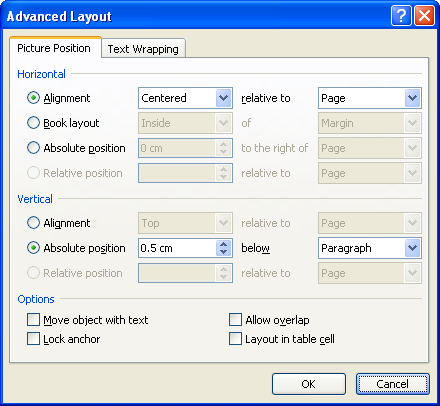 Advanced Layout
Picture Position Text Wrapping
Horizontal
Alignment Centered relative to Page
Book layout Inside of Margin
Absolute position 0 cm to the right of Page
Relative position relative to Page
Vertical
Alignment Top relative to Page
Absolute position 0.5 cm below Paragraph
Relative position relative to Page
Options
Move object with text Allow overlap
Lock anchor Layout in table cell
OK Cancel